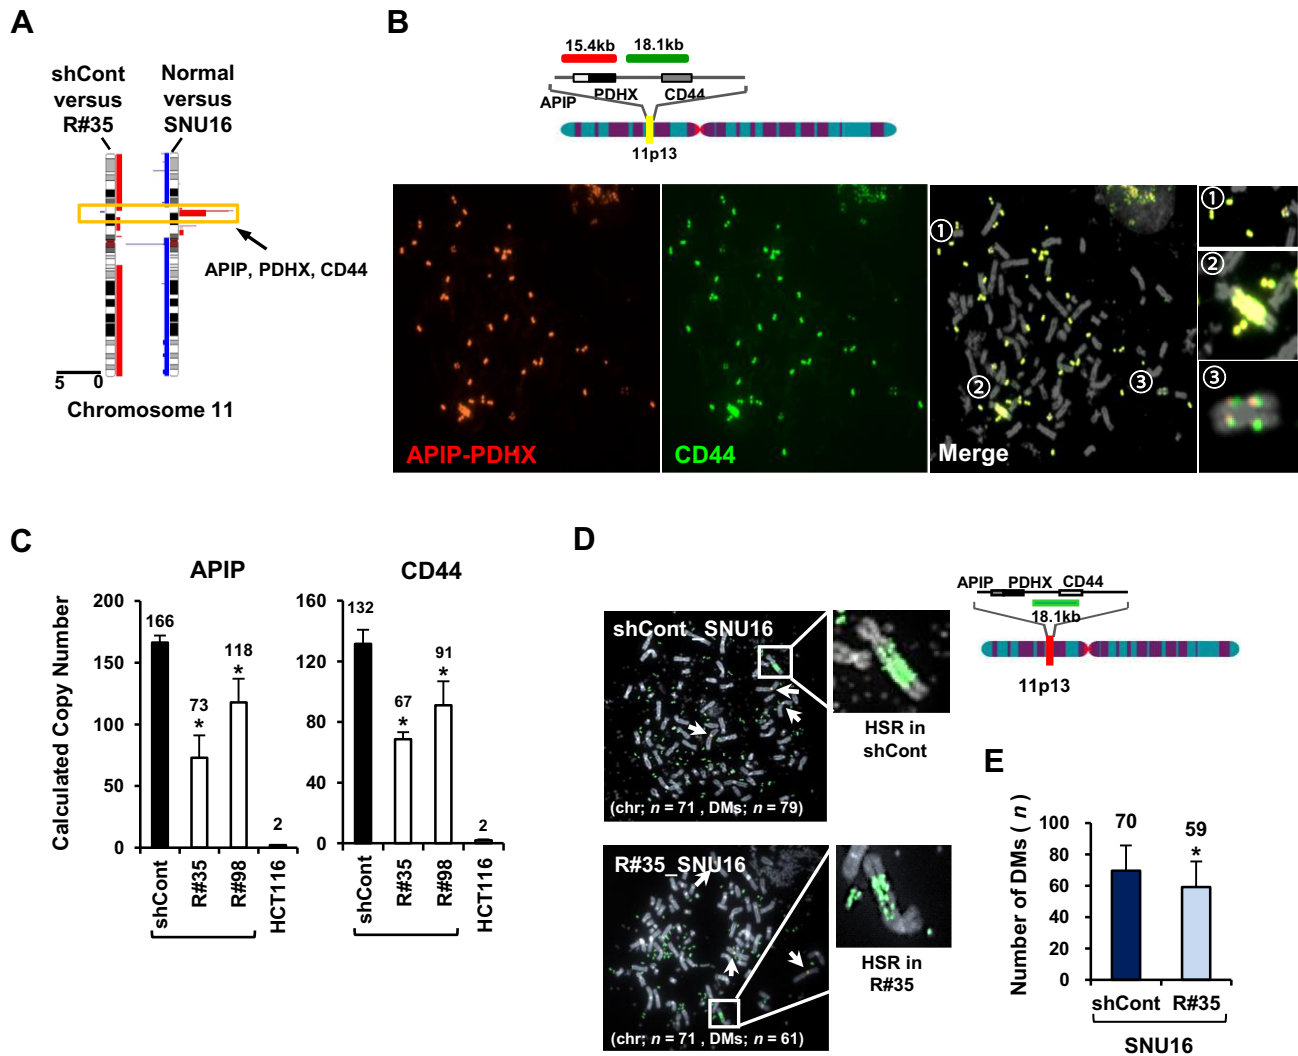 A
shCont
versus
R#35
Normal
versus
SNU16
APIP, PDHX, CD44
5 0
Chromosome 11
B
15.4kb 18.1kb
APIP PDHX CD44
11p13
APIP-PDHX
CD44
Merge
1
2
3
1
2
3
C
APIP
Calculated Copy Number
200
150
100
50
0
166
73
*
118
*
2
shCont
R#35
R#98
HCT116
CD44
160
120
80
40
0
132
67
*
91
*
2
shCont
R#35
R#98
HCT116
D
shCont_SNU16
(chr; n = 71 , DMs; n = 79)
HSR in
shCont
APIP PDHX CD44
18.1kb
11p13
R#35_SNU16
(chr; n = 71 , DMs; n = 61)
HSR in
R#35
E
Number of DMs ( n )
100
80
60
40
20
0
70
59
*
shCont R#35
SNU16